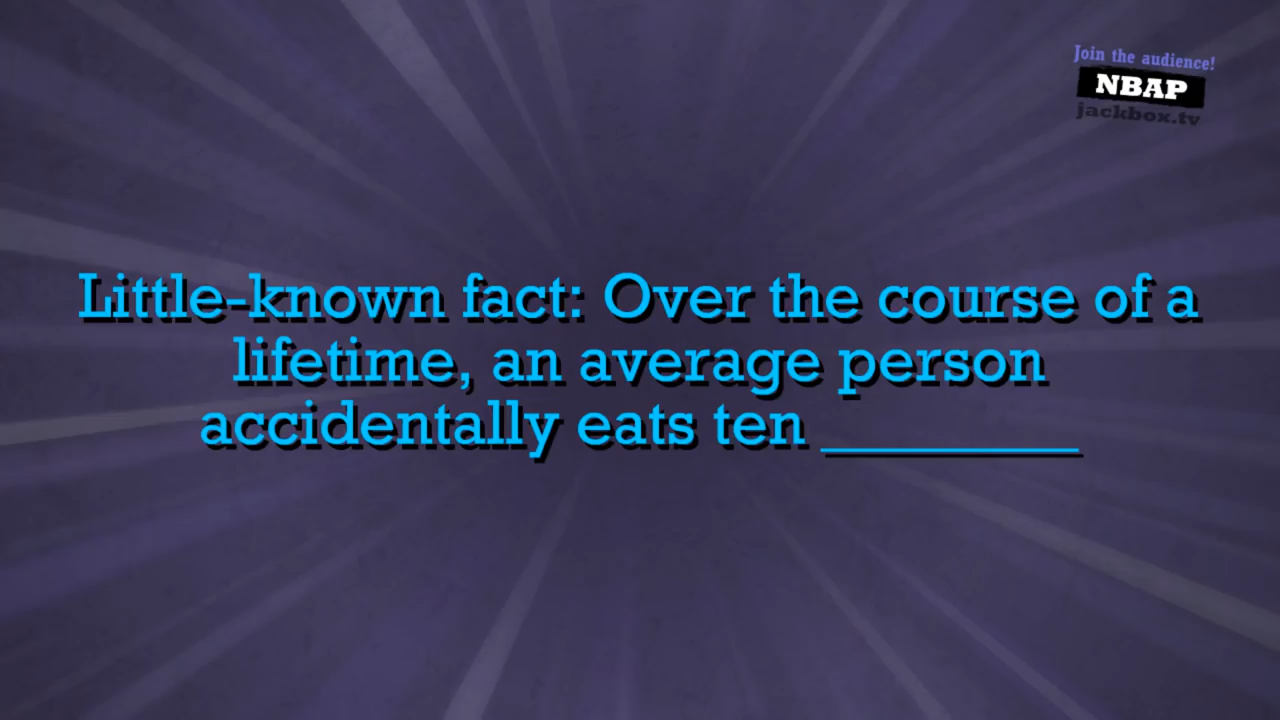 Join the audience!
NBAP
jackbox.tv
Little-known fact: Over the course of a
lifetime, an average person
accidentally eats ten _________